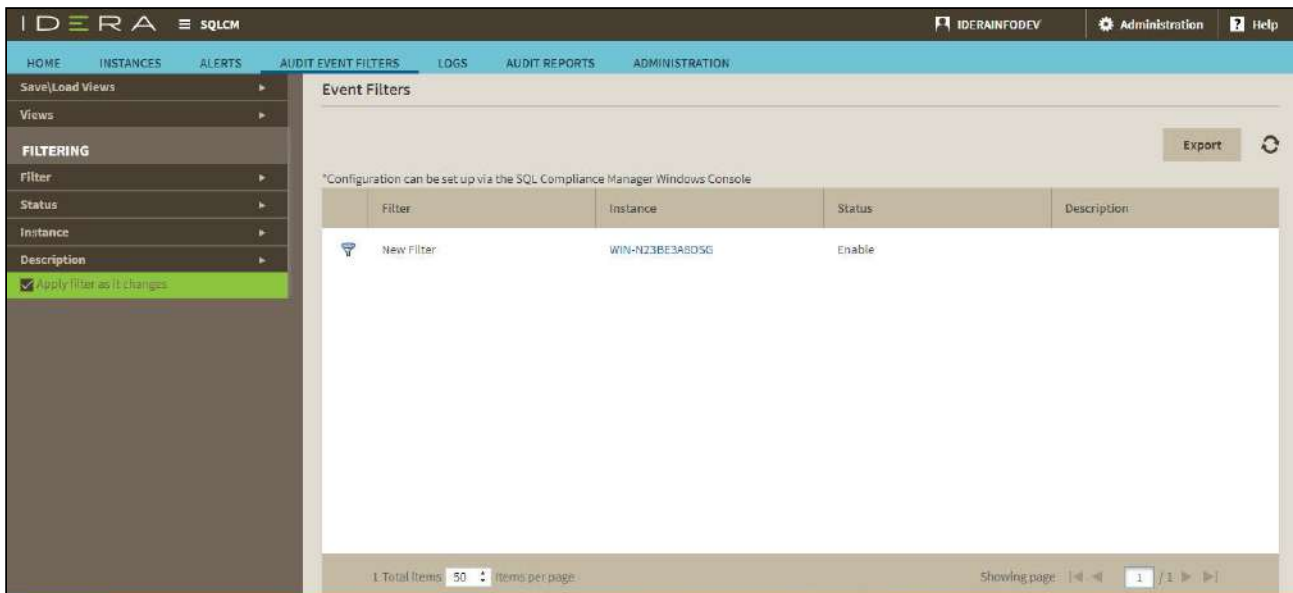 IDERA SQLCM IDERAINFODEV Administration ? Help
HOME INSTANCES ALERTS AUDIT EVENT FILTERS LOGS AUDIT REPORTS ADMINISTRATION
Save\Load Views
Views
FILTERING
Filter
Status
Instance
Description
Apply filter as it changes
Event Filters
Export
*Configuration can be set up via the SQL Compliance Manager Windows Console
Filter Instance Status Description
New Filter WIN-N23BE3A8DSG Enable
1 Total Items 50 items per page Showing page 1 / 1